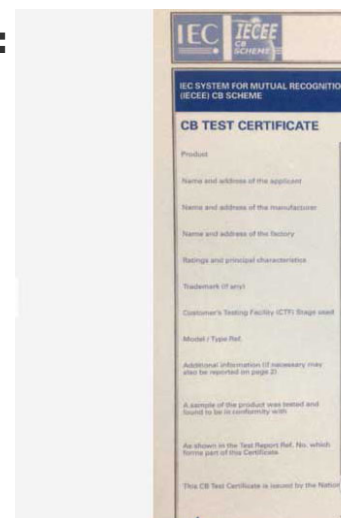 :
IEC IECEE
CB
SCHEME
IEC SYSTEM FOR MUTUAL RECOGNITIO
(IECEE) CB SCHEME
CB TEST CERTIFICATE
Product
Name and address of the applicant
Name and address of the manufacturer
Name and address of the factory
Ratings and principal characteristics
Trademark (if any)
Customer's Testing Facility (CTF) Stage used
Model / Type Ref.
Additional information (if necessary may
also be reported on page 2)
A sample of the product was tested and
found to be in conformity with
As shown in the Test Report Ref. No. which
forms part of this Certificate
This CB Test Certificate is issued by the Nation